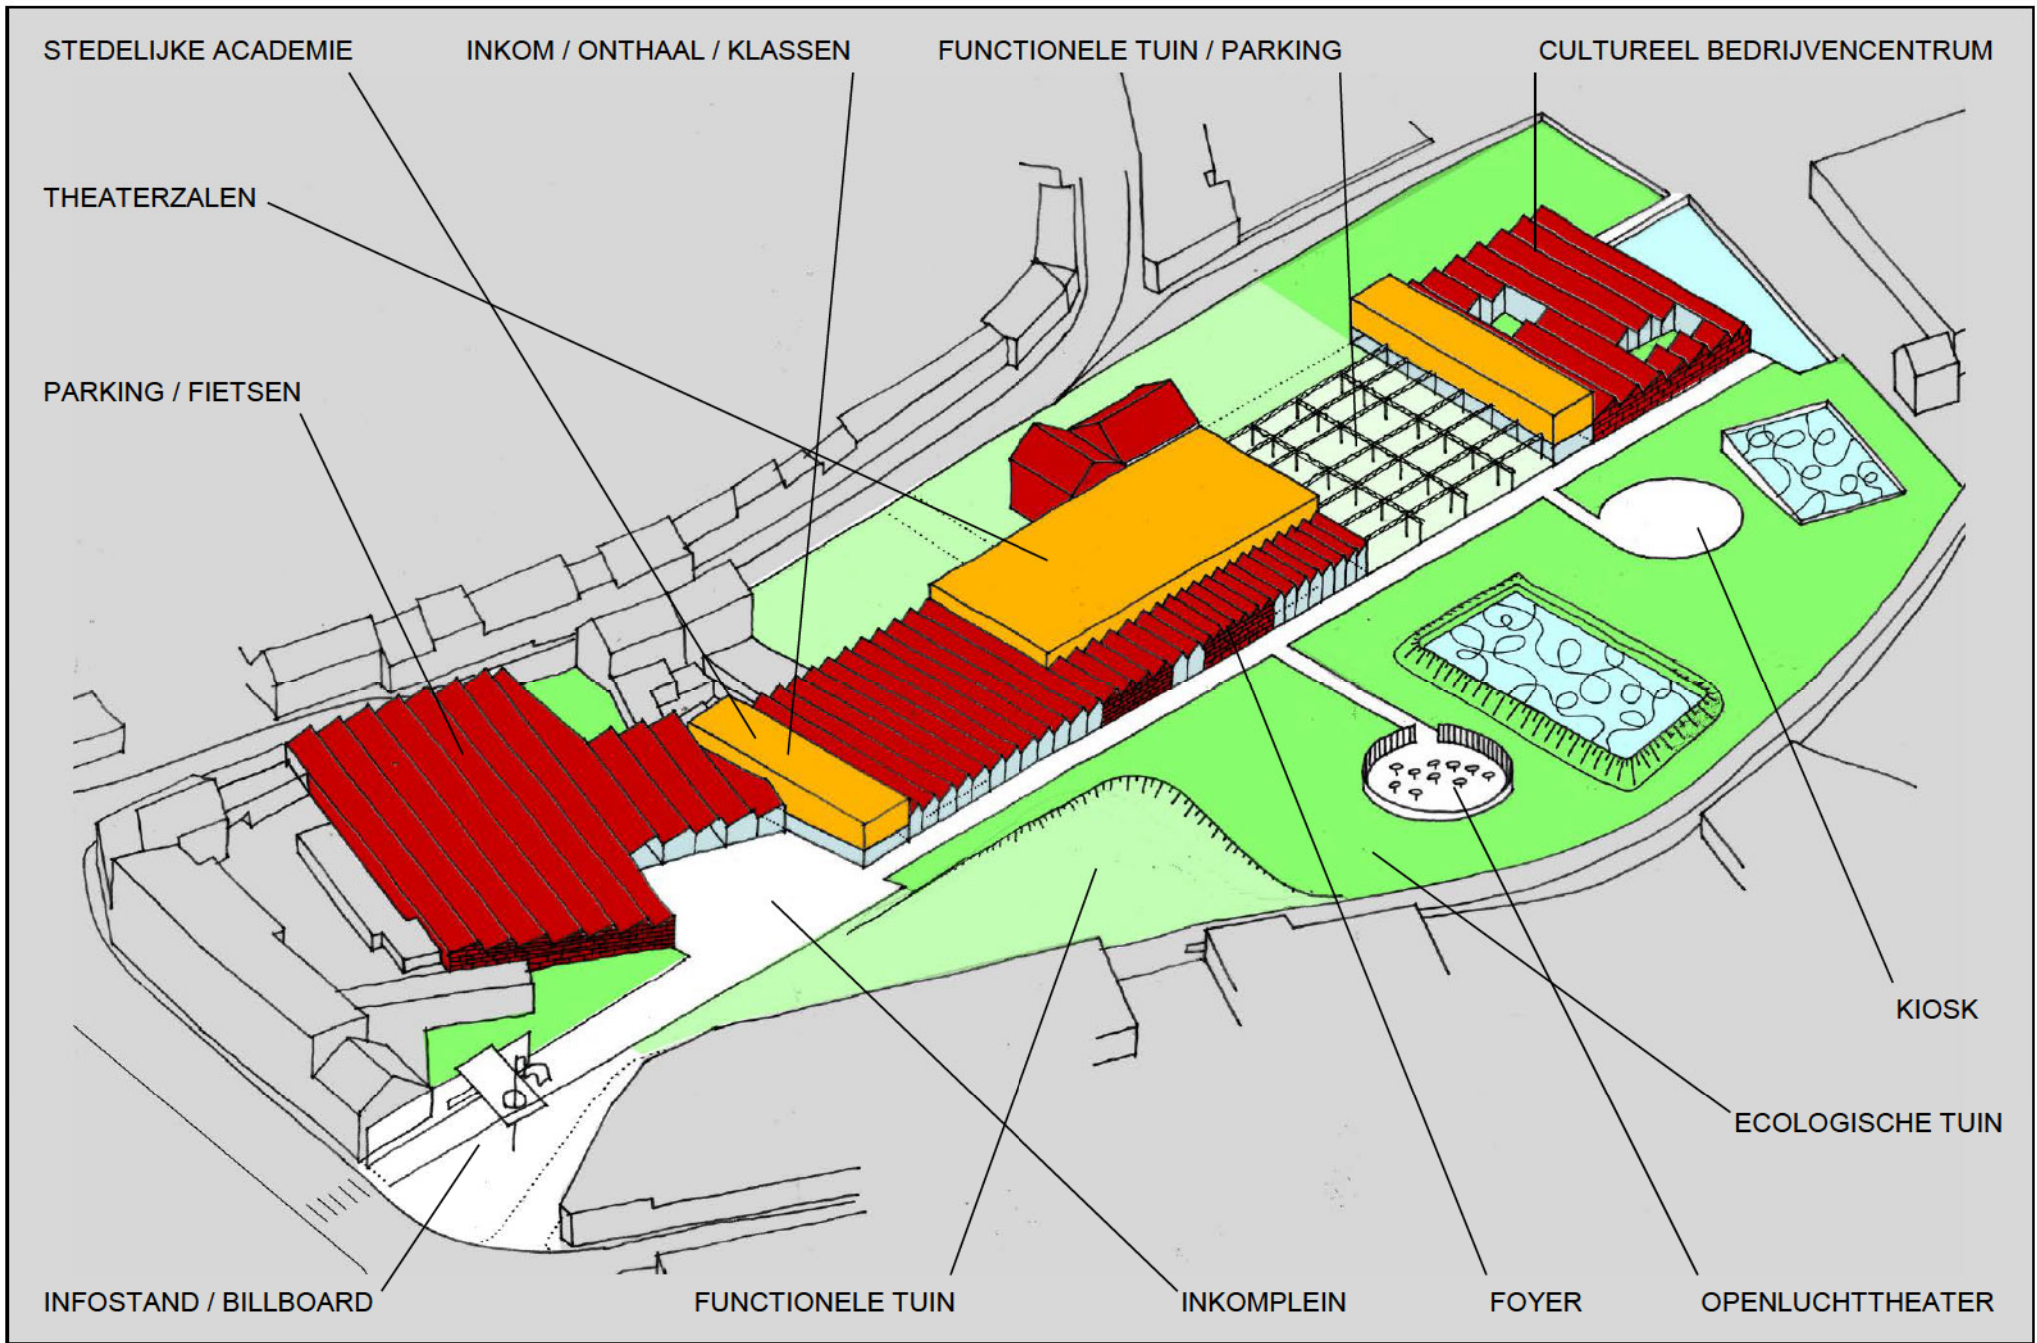 STEDELIJKE ACADEMIE
INKOM / ONTHAAL / KLASSEN
FUNCTIONELE TUIN / PARKING
CULTUREEL BEDRIJVENCENTRUM
THEATERZALEN
PARKING / FIETSEN
KIOSK
ECOLOGISCHE TUIN
INFOSTAND / BILLBOARD
FUNCTIONELE TUIN
INKOMPLEIN
FOYER
OPENLUCHTTHEATER